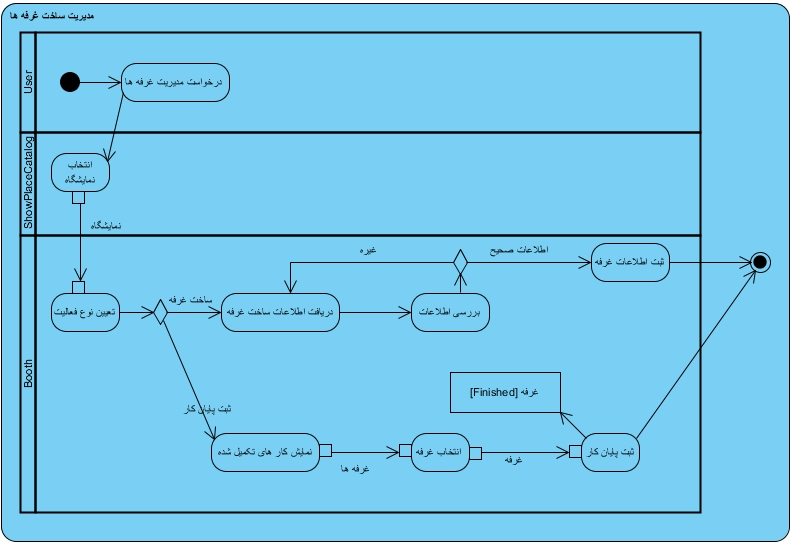 مدیریت ساخت غرفه ها
User
درخواست مدیریت غرفه ها
ShowPlaceCatalog
انتخاب
نمایشگاه
نمایشگاه
Booth
تعیین نوع فعالیت
ساخت غرفه
دریافت اطلاعات ساخت غرفه
بررسی اطلاعات
غیره
اطلاعات صحیح
ثبت اطلاعات غرفه
ثبت پایان کار
نمایش کار های تکمیل شده
غرفه ها
انتخاب غرفه
غرفه
ثبت پایان کار
غرفه [Finished]